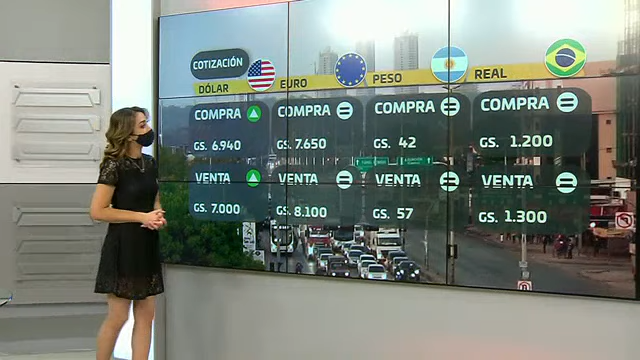 COTIZACIÓN
DÓLAR EURO PESO REAL
COMPRA COMPRA COMPRA COMPRA
GS. 6.940 GS. 7.650 GS. 42 GS. 1.200
VENTA VENTA VENTA VENTA
GS. 7.000 GS. 8.100 GS. 57 GS. 1.300